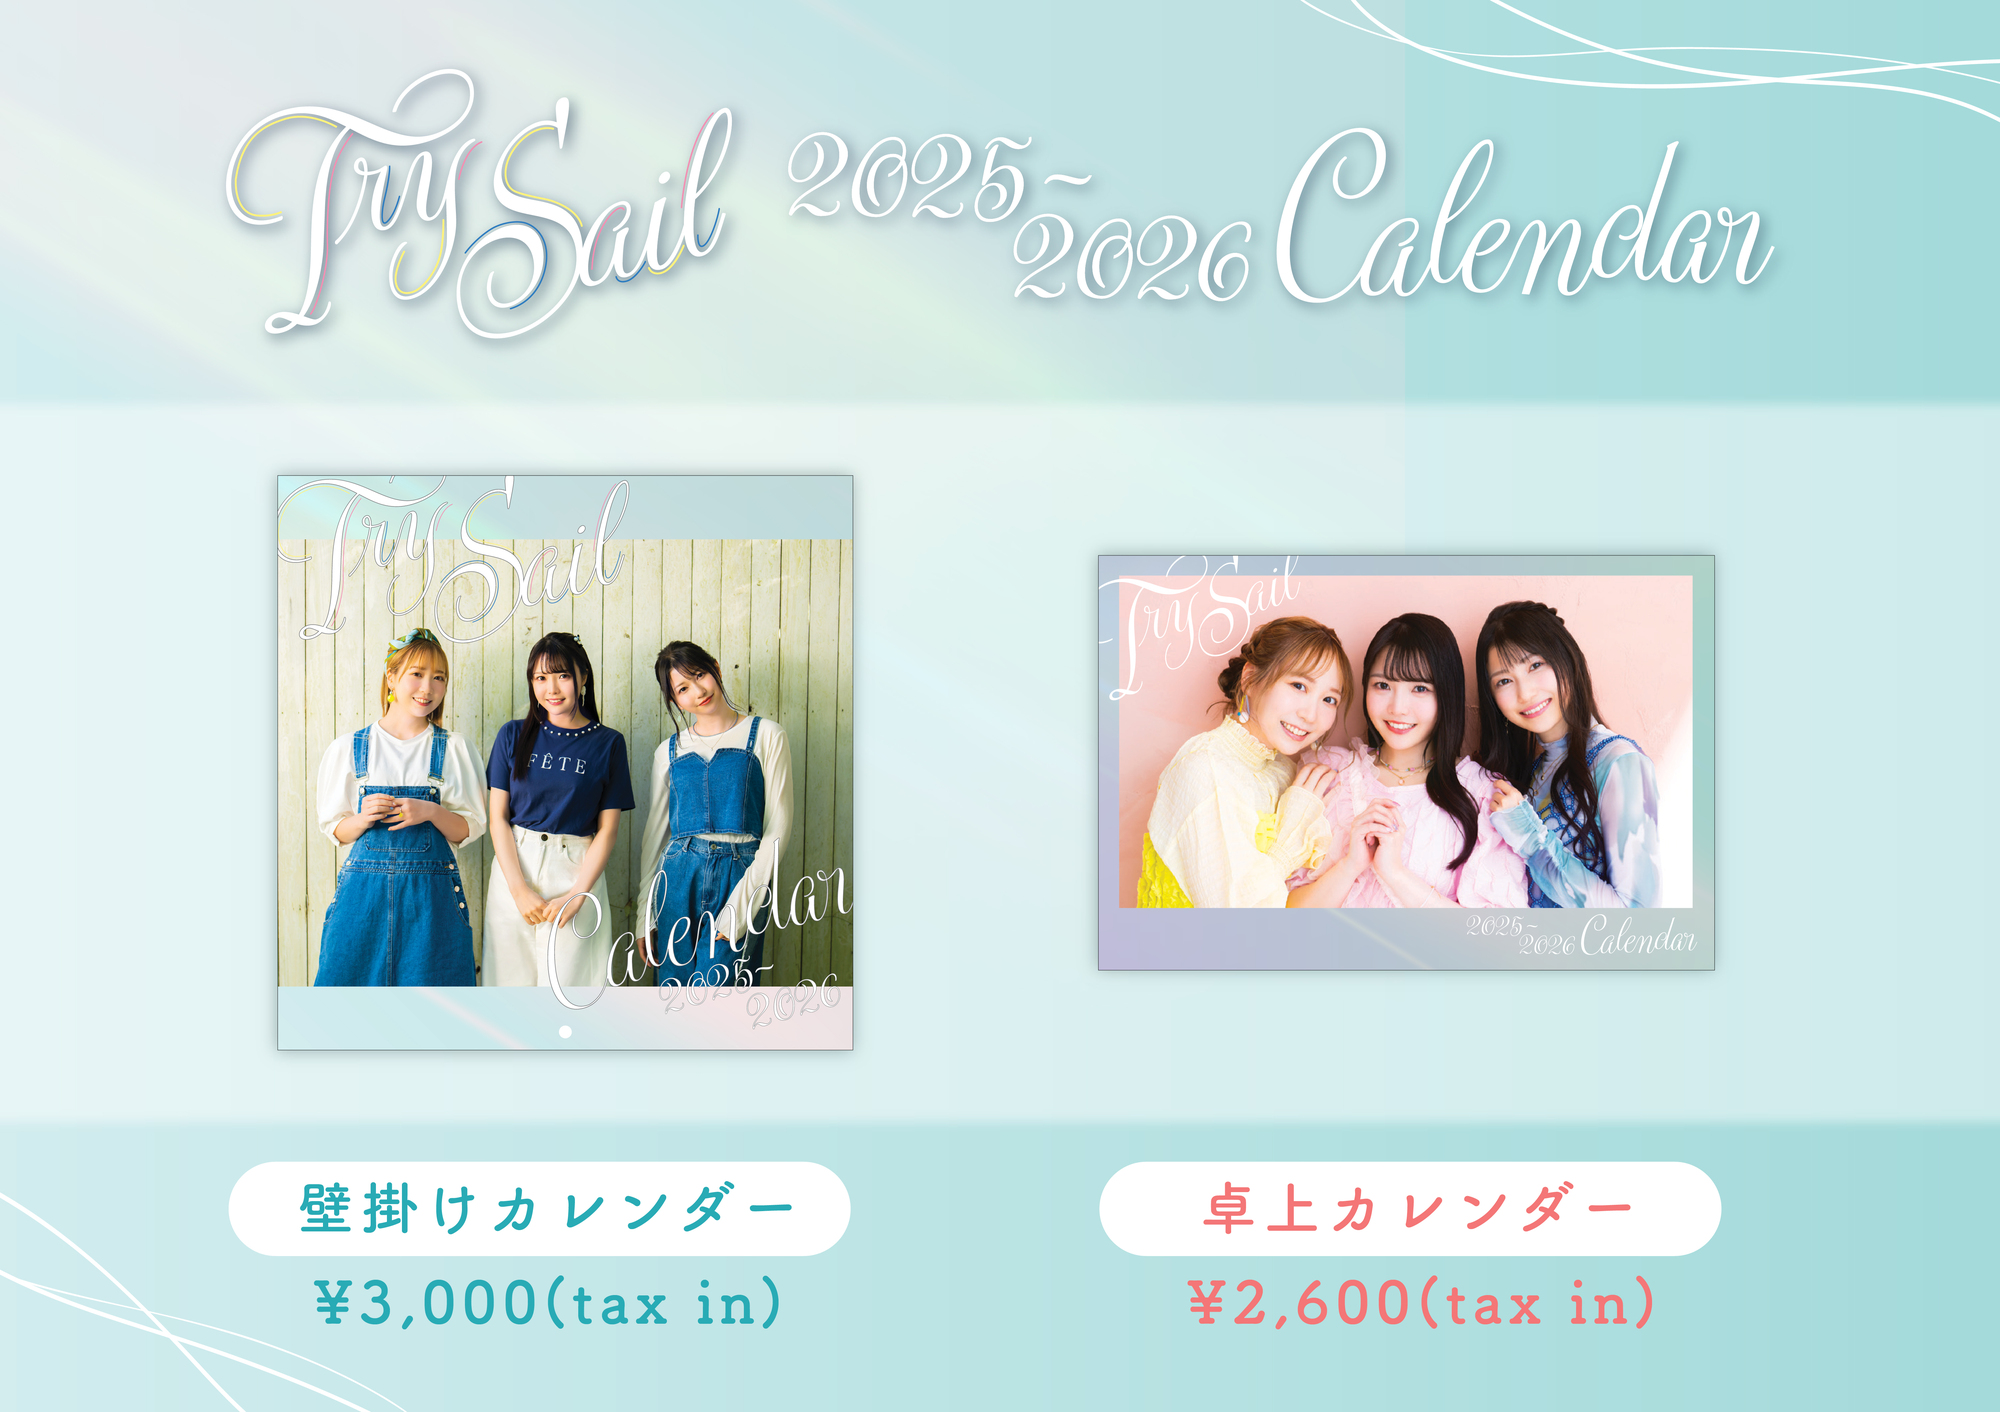 TrySail 2025~
2026 Calendar
TrySail
FÊTE
Calendar
2025~
2026
TrySail
2025~
2026 Calendar
壁掛けカレンダー
¥3,000(tax in)
卓上カレンダー
¥2,600(tax in)